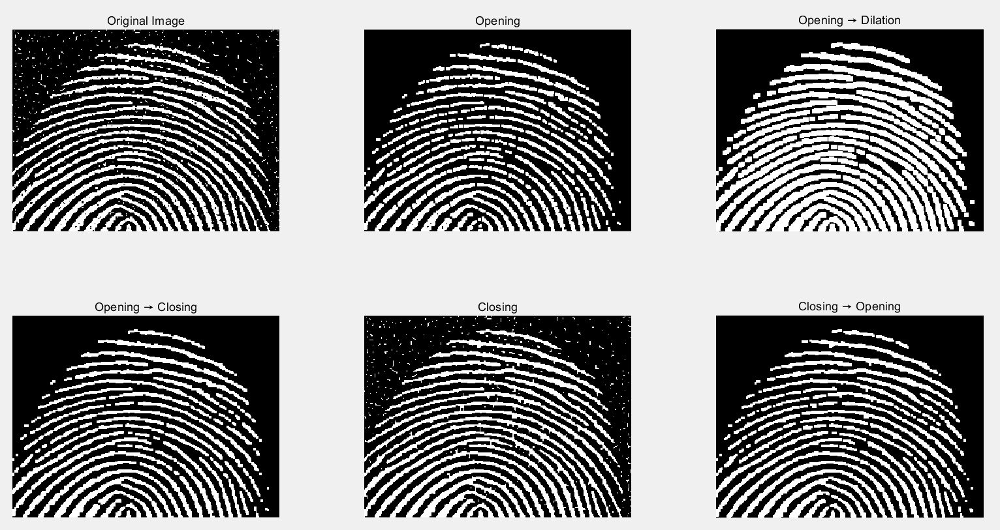 Original Image
Opening
Opening → Dilation
Opening → Closing
Closing
Closing → Opening